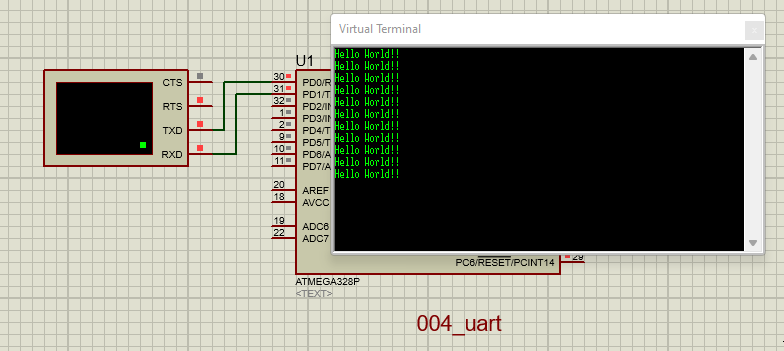 Virtual Terminal
Hello World!!
Hello World!!
Hello World!!
Hello World!!
Hello World!!
Hello World!!
Hello World!!
Hello World!!
Hello World!!
Hello World!!
Hello World!!
U1
CTS
RTS
TXD
RXD
30 PD0/R
31 PD1/T
32 PD2/IN
1 PD3/IN
2 PD4/T
9 PD5/T
10 PD6/A
11 PD7/A
20 AREF
18 AVCC
19 ADC6
22 ADC7
PC6/RESET/PCINT14 29
ATMEGA328P
<TEXT>
004_uart